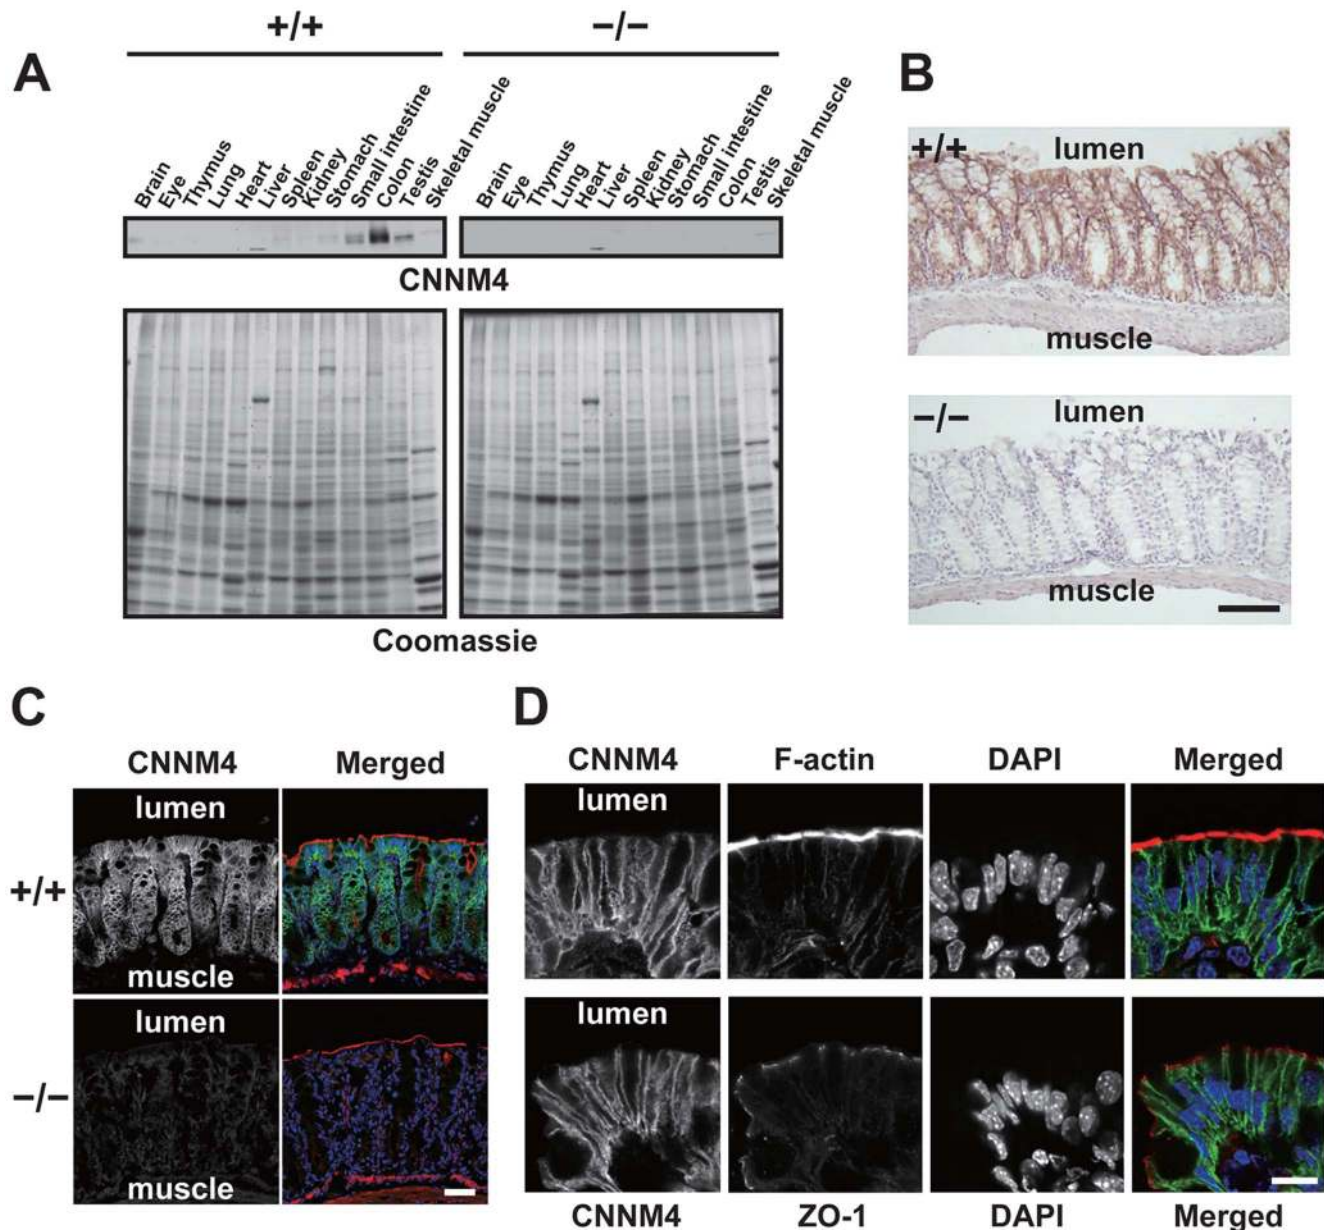 +/+ −/−
A
Brain Eye Thymus Lung Heart Liver Spleen Kidney Stomach Small intestine Colon Testis Skeletal muscle
Brain Eye Thymus Lung Heart Liver Spleen Kidney Stomach Small intestine Colon Testis Skeletal muscle
CNNM4
Coomassie
B
+/+ lumen
muscle
−/− lumen
muscle
C
CNNM4 Merged
lumen
+/+
muscle
lumen
−/−
muscle
D
CNNM4 F-actin DAPI Merged
lumen
lumen
CNNM4 ZO-1 DAPI Merged